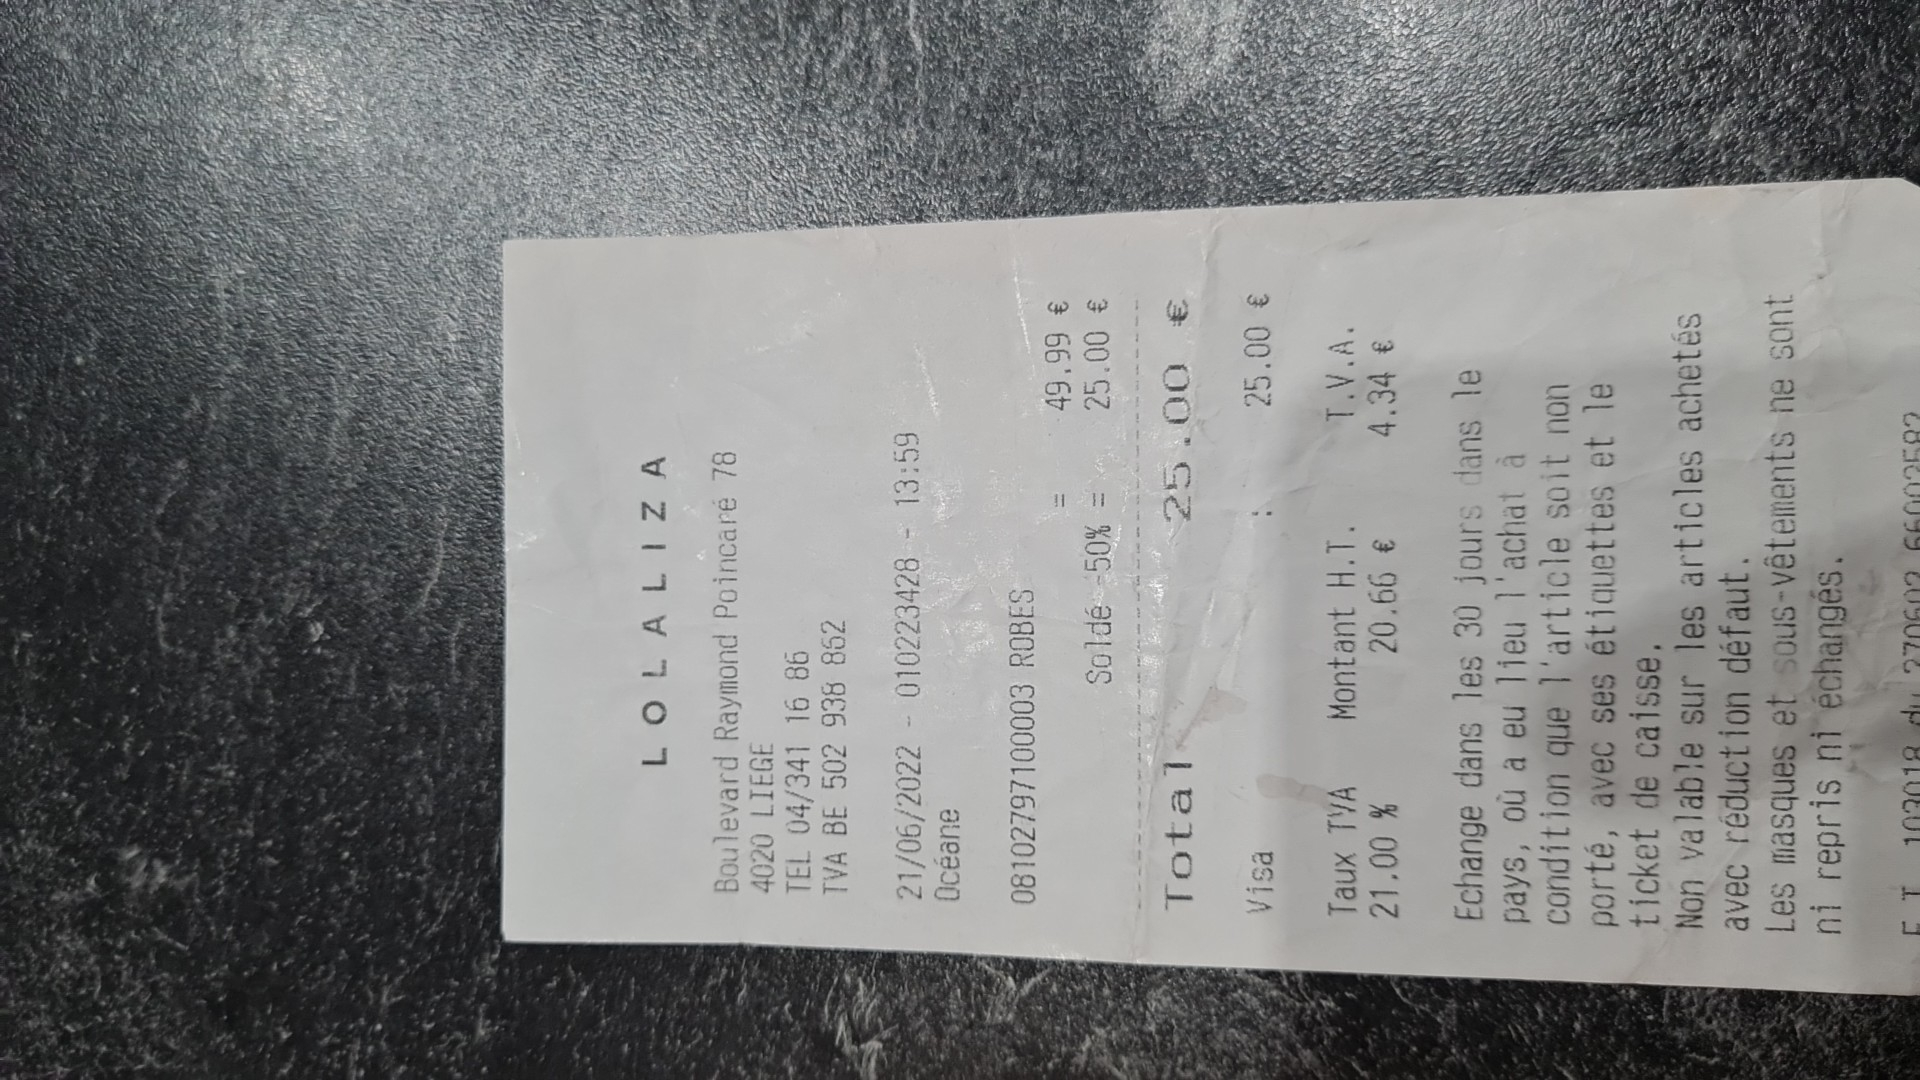 LOLALIZA
Boulevard Raymond Poincaré 78
4020 LIEGE
TEL 04/341 16 86
TVA BE 502 938 862
21/06/2022 - 010223428 - 13:59
Océane
08102797100003 ROBES
= 49.99 €
Soldé -50% = 25.00 €
Total 25.00 €
Visa : 25.00 €
Taux TVA Montant H.T. T.V.A.
21.00 % 20.66 € 4.34 €
Echange dans les 30 jours dans le
pays, où a eu lieu l'achat à
condition que l'article soit non
porté, avec ses étiquettes et le
ticket de caisse.
Non valable sur les articles achetés
avec réduction défaut.
Les masques et sous-vêtements ne sont
ni repris ni échangés.